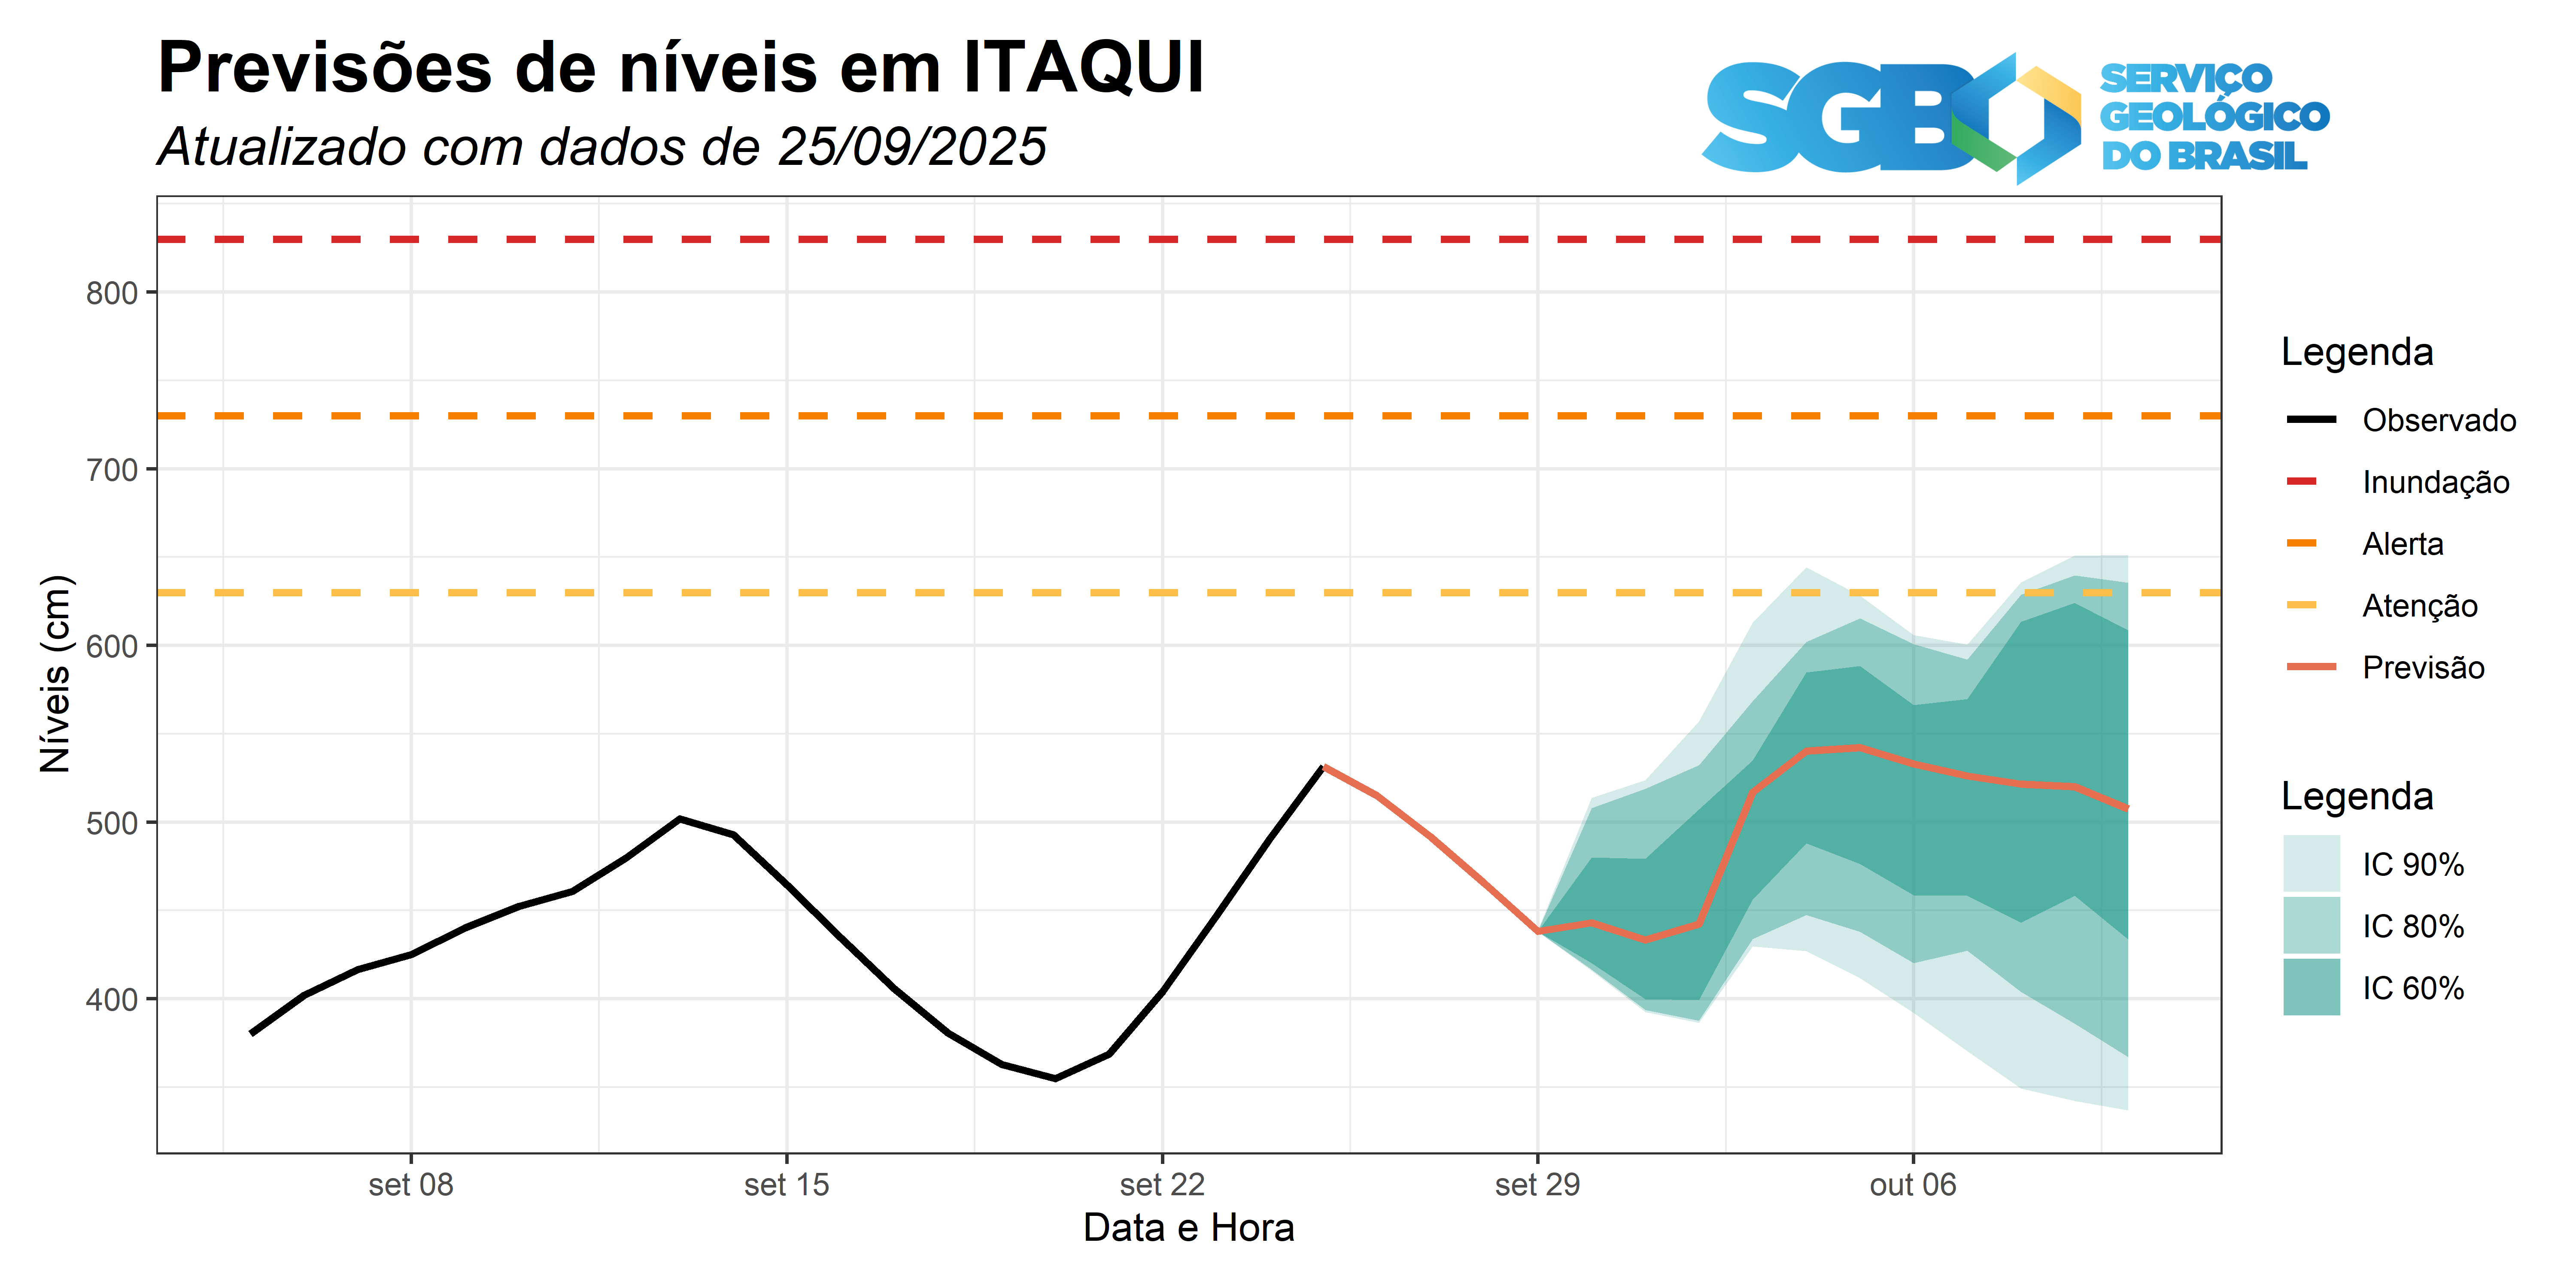 Previsões de níveis em ITAQUI
Atualizado com dados de 25/09/2025
SGB
SERVIÇO
GEOLÓGICO
DO BRASIL
800
700
600
500
400
Níveis (cm)
set 08
set 15
set 22
set 29
out 06
Data e Hora
Legenda
Observado
Inundação
Alerta
Atenção
Previsão
Legenda
IC 90%
IC 80%
IC 60%